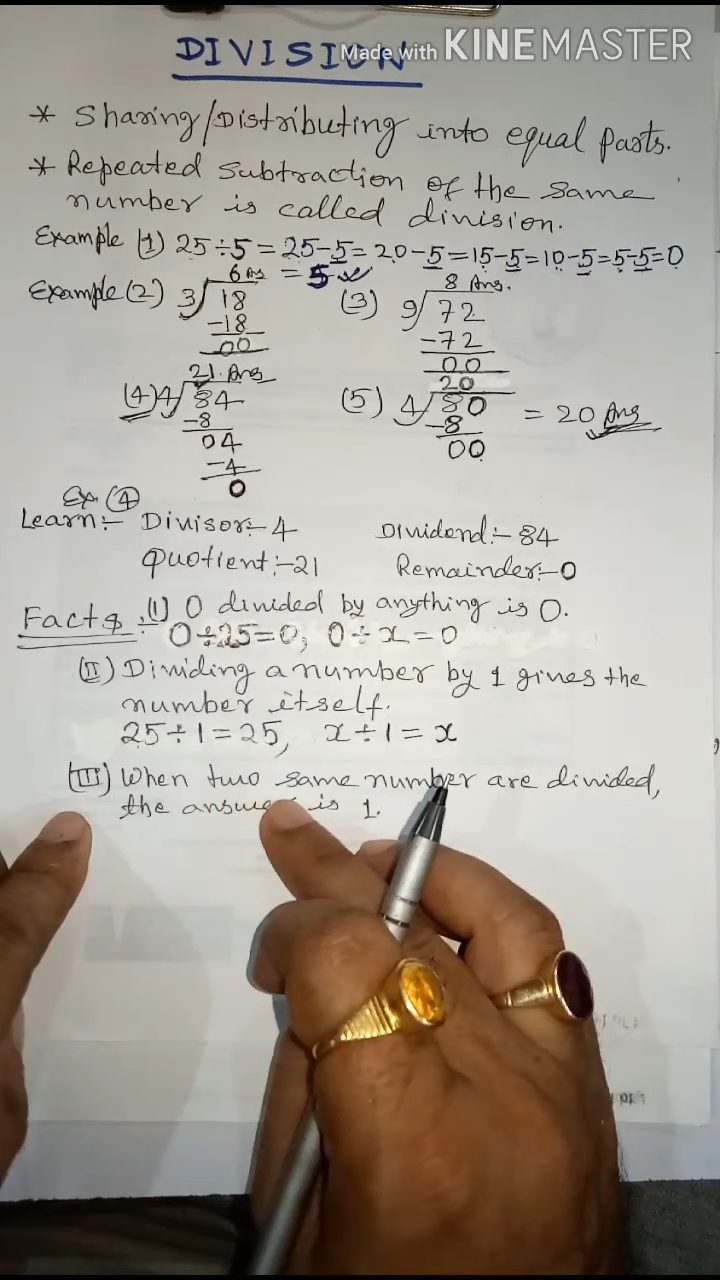 DIVISION
Made with KINEMASTER
* Sharing/Distributing into equal parts.
* Repeated subtraction of the same
number is called division.
Example (1) 25÷5 = 25-5 = 20-5 = 15-5 = 10-5 = 5-5 = 0
= 5
Example (2)
6 Ans
3/18
-18
00
(3)
8 Ans.
9/72
-72
00
(4)
21. Ans
4/84
-8
04
-4
0
(5)
20
4/80
-8
00
= 20 Ans
Ex. (4)
Learn:- Divisor:- 4 Dividend:- 84
Quotient:- 21 Remainder:- 0
Facts:- (I) 0 divided by anything is 0.
0÷25=0, 0÷x=0
(II) Dividing a number by 1 gives the
number itself.
25÷1=25, x÷1=x
(III) When two same number are divided,
the answer is 1.